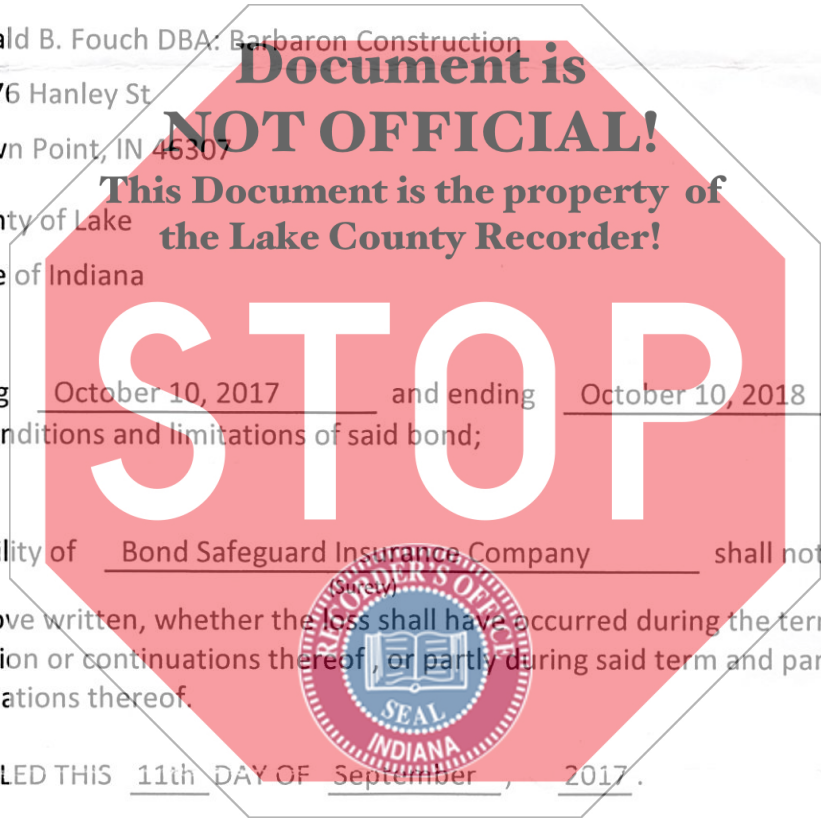 ald B. Fouch DBA: Barbaron Construction
Document is
76 Hanley St
NOT OFFICIAL!
wn Point, IN 46307
This Document is the property of
nty of Lake
the Lake County Recorder!
e of Indiana
STOP
g October 10, 2017 and ending October 10, 2018
nditions and limitations of said bond;
ility of Bond Safeguard Insurance Company shall not
(Surety)
RECORDER'S OFFICE
ove written, whether the loss shall have occurred during the ter
ion or continuations thereof, or partly during said term and par
ations thereof.
SEAL
INDIANA
LED THIS 11th DAY OF September, 2017.